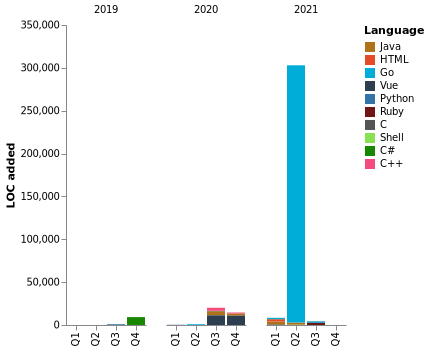 2019 2020 2021
Language
Java
HTML
Go
Vue
Python
Ruby
C
Shell
C#
C++
LOC added
350,000
300,000
250,000
200,000
150,000
100,000
50,000
0
Q1 Q2 Q3 Q4 Q1 Q2 Q3 Q4 Q1 Q2 Q3 Q4